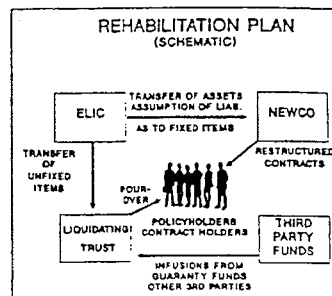 REHABILITATION PLAN
(SCHEMATIC)
TRANSFER OF ASSETS
ASSUMPTION OF LIAB.
ELIC
NEWCO
AS TO FIXED ITEMS
TRANSFER
OF
UNFIXED
ITEMS
RESTRUCTURED
CONTRACTS
POUR-
OVER
LIQUIDATING
TRUST
POLICYHOLDERS
CONTRACT HOLDERS
THIRD
PARTY
FUNDS
INFUSIONS FROM
GUARANTY FUNDS
OTHER 3RD PARTIES